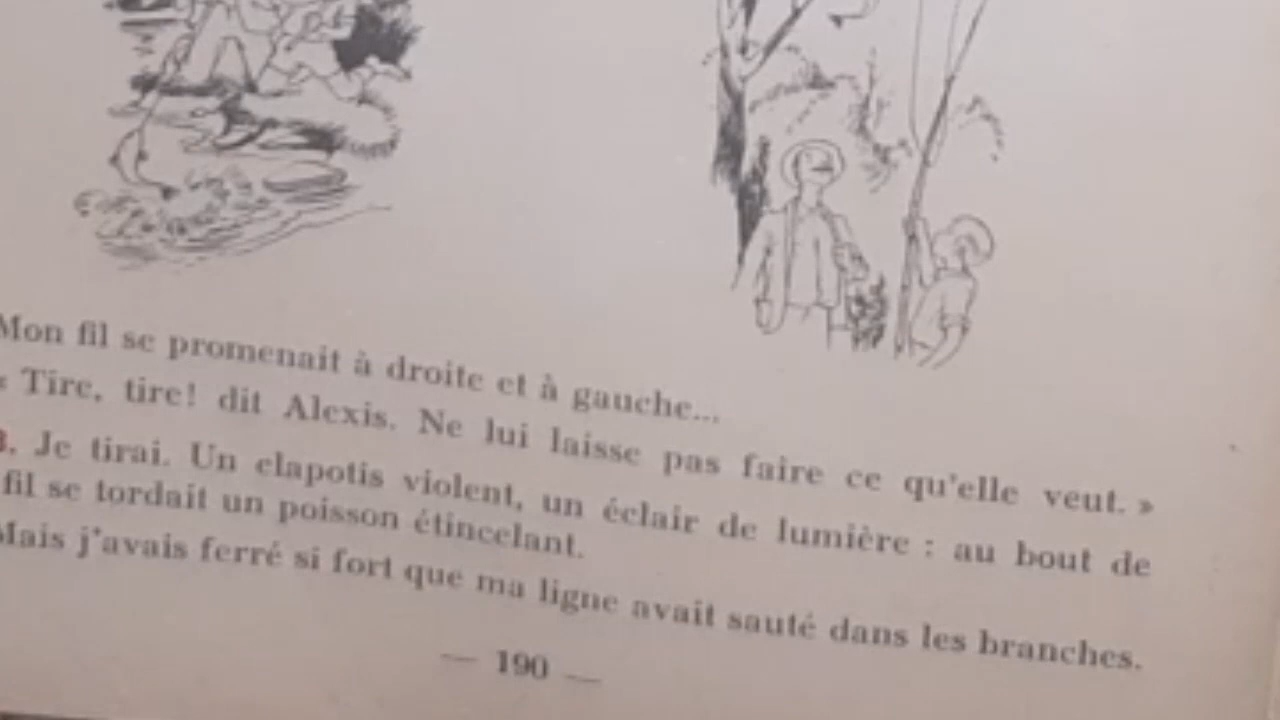 Mon fil se promenait à droite et à gauche...
« Tire, tire! dit Alexis. Ne lui laisse pas faire ce qu'elle veut. »
3. Je tirai. Un clapotis violent, un éclair de lumière : au bout de
fil se tordait un poisson étincelant.
Mais j'avais ferré si fort que ma ligne avait sauté dans les branches.
— 190 —